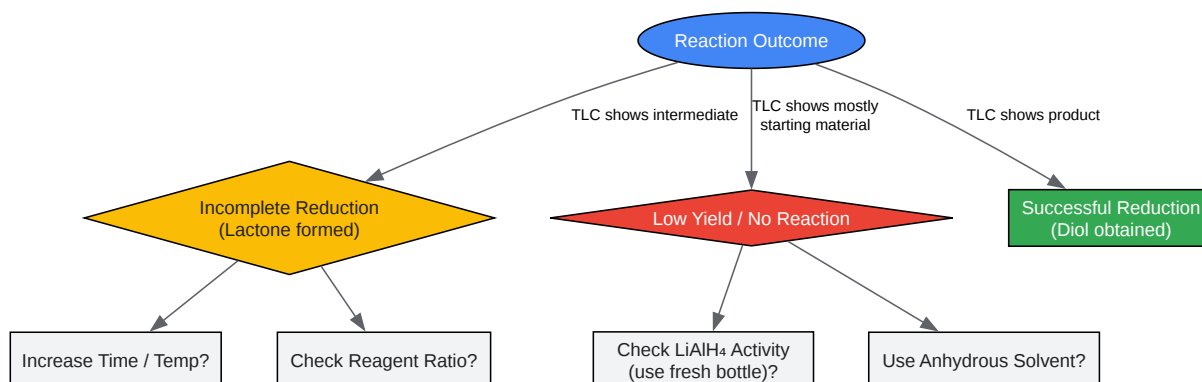 Reaction Outcome
TLC shows intermediate
TLC shows mostly
starting material
TLC shows product
Incomplete Reduction
(Lactone formed)
Low Yield / No Reaction
Successful Reduction
(Diol obtained)
Increase Time / Temp?
Check Reagent Ratio?
Check LiAlH₄ Activity
(use fresh bottle)?
Use Anhydrous Solvent?